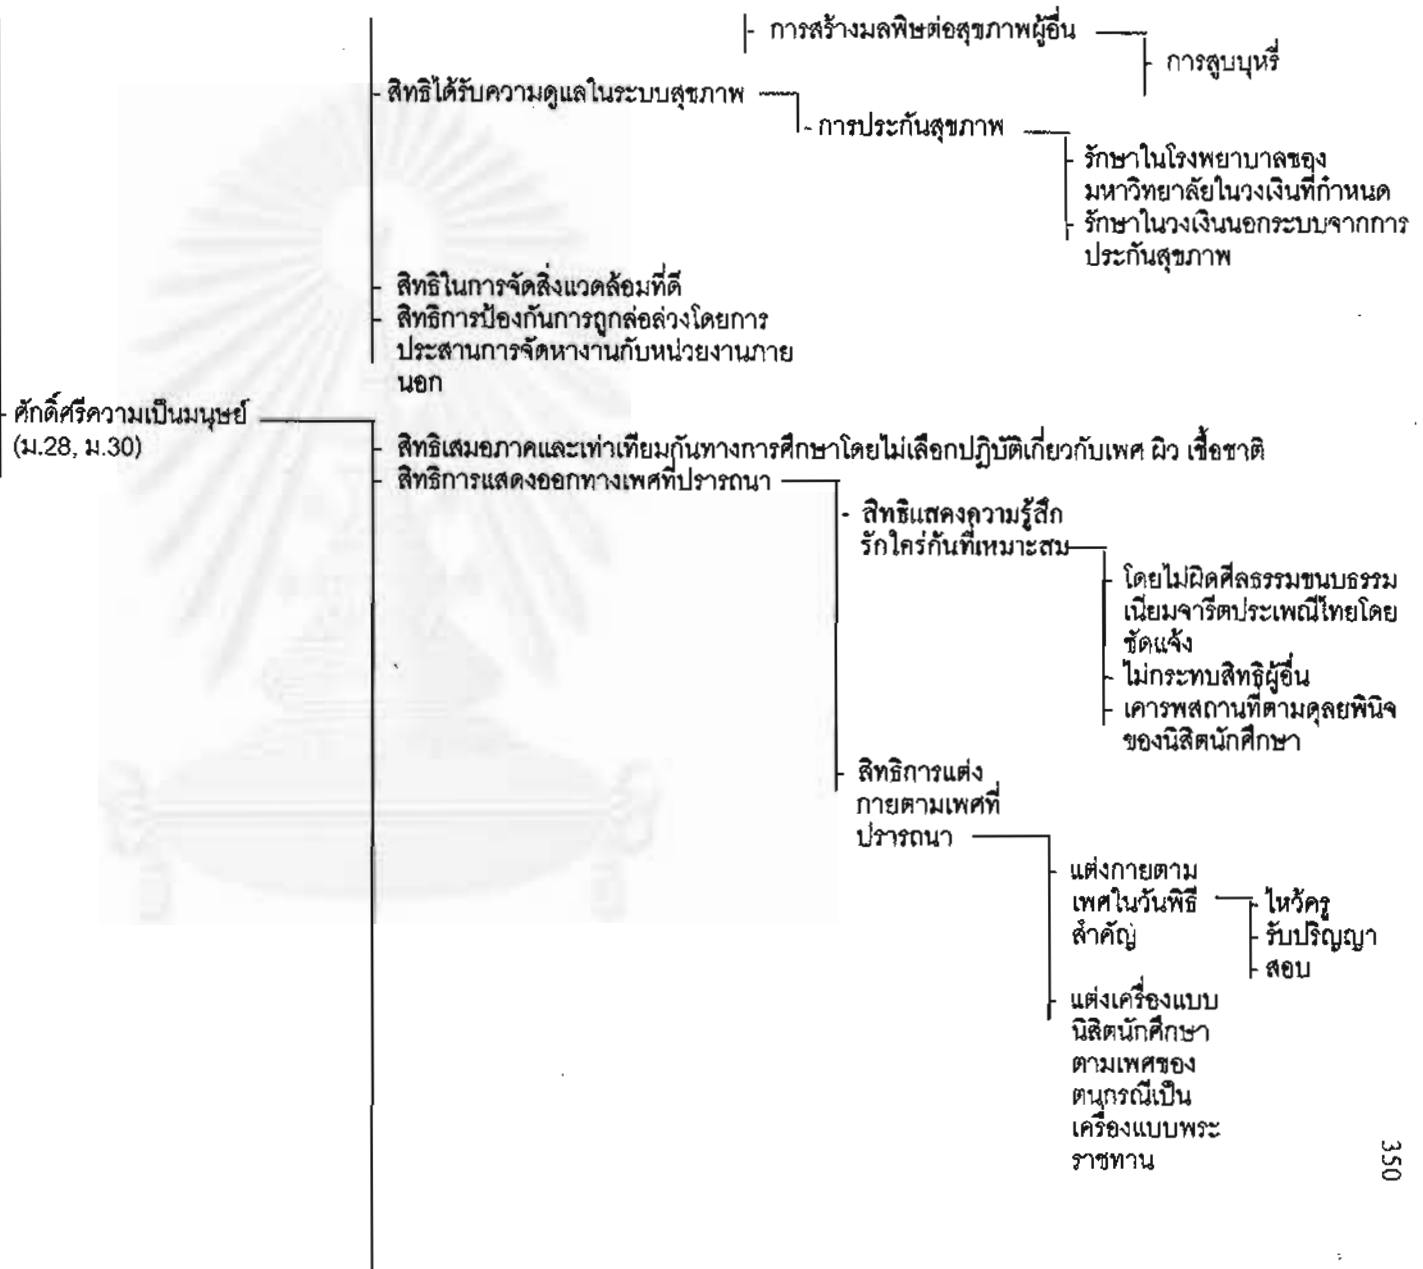 - การสร้างมลพิษต่อสุขภาพผู้อื่น
- การสูบบุหรี่
- สิทธิได้รับความดูแลในระบบสุขภาพ
- การประกันสุขภาพ
- รักษาในโรงพยาบาลของ
มหาวิทยาลัยในวงเงินที่กำหนด
- รักษาในวงเงินนอกระบบจากการ
ประกันสุขภาพ
- สิทธิในการจัดสิ่งแวดล้อมที่ดี
- สิทธิการป้องกันการถูกล่อลวงโดยการ
ประสานการจัดหางานกับหน่วยงานภาย
นอก
- ศักดิ์ศรีความเป็นมนุษย์
(ม.28, ม.30)
- สิทธิเสมอภาคและเท่าเทียมกันทางการศึกษาโดยไม่เลือกปฏิบัติเกี่ยวกับเพศ ผิว เชื้อชาติ
- สิทธิการแสดงออกทางเพศที่ปรารถนา
- สิทธิแสดงความรู้สึก
รักใคร่กันที่เหมาะสม
- โดยไม่ผิดศีลธรรมขนบธรรม
เนียมจารีตประเพณีไทยโดย
ชัดแจ้ง
- ไม่กระทบสิทธิผู้อื่น
- เคารพสถานที่ตามดุลยพินิจ
ของนิสิตนักศึกษา
- สิทธิการแต่ง
กายตามเพศที่
ปรารถนา
- แต่งกายตาม
เพศในวันพิธี
สำคัญ
- ไหว้ครู
- รับปริญญา
- สอบ
- แต่งเครื่องแบบ
นิสิตนักศึกษา
ตามเพศของ
ตนกรณีเป็น
เครื่องแบบพระ
ราชทาน
350